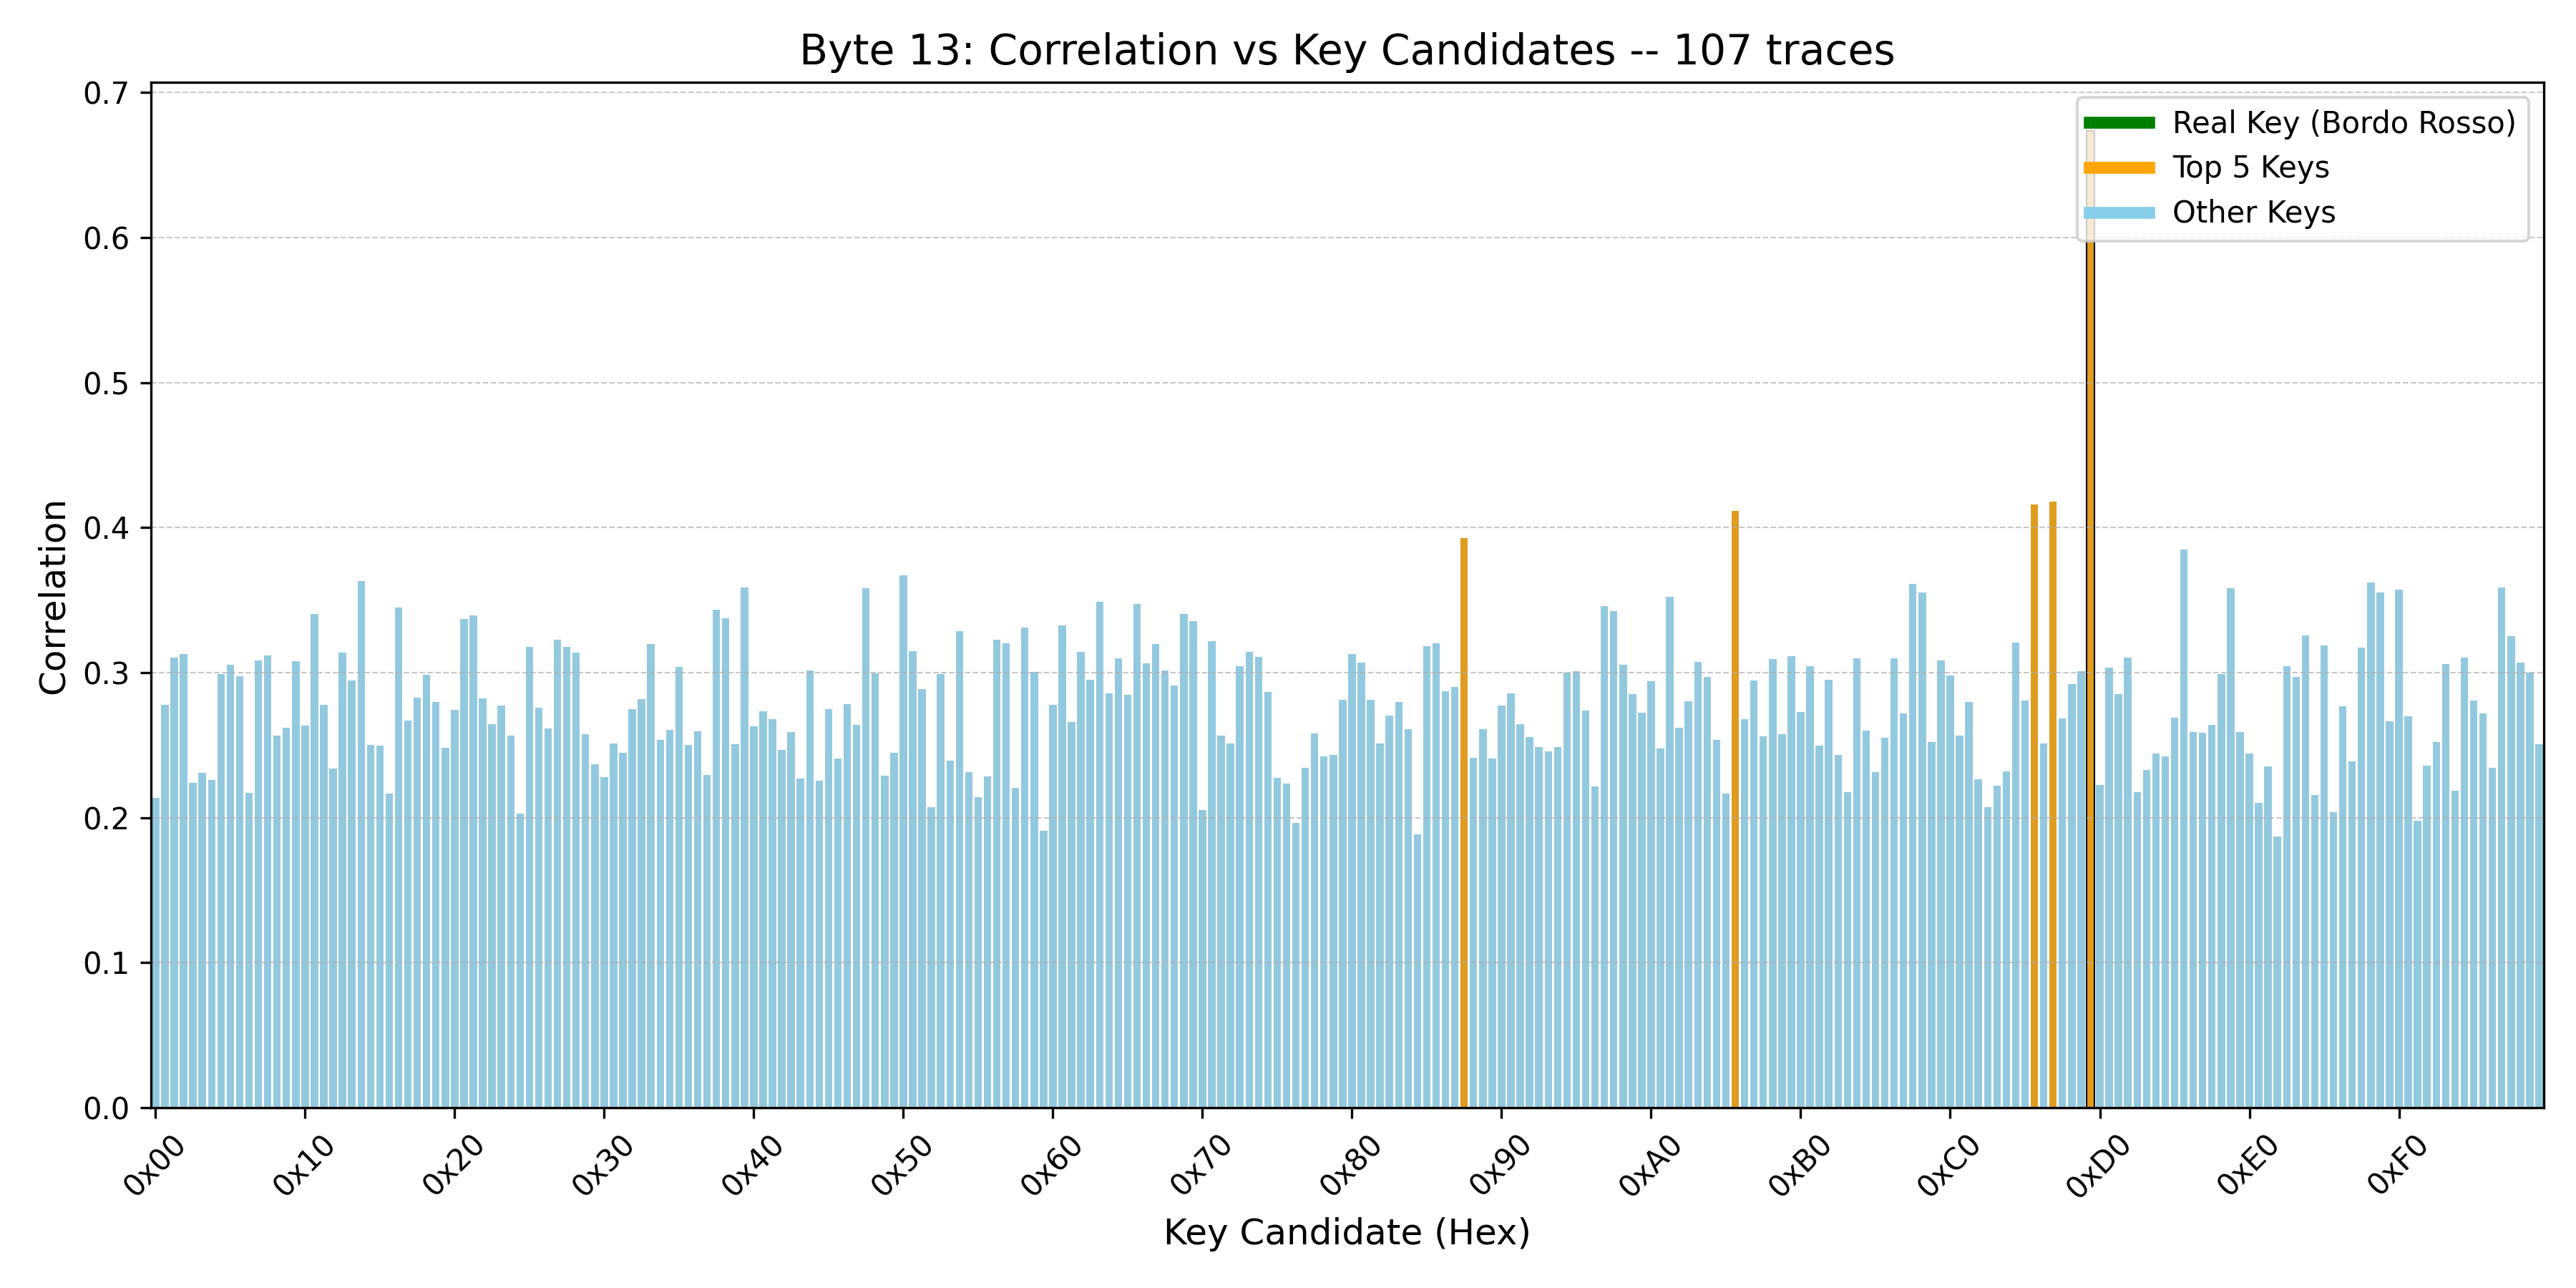 Byte 13: Correlation vs Key Candidates -- 107 traces
Real Key (Bordo Rosso)
Top 5 Keys
Other Keys
Correlation
0.7
0.6
0.5
0.4
0.3
0.2
0.1
0.0
0x00
0x10
0x20
0x30
0x40
0x50
0x60
0x70
0x80
0x90
0xA0
0xB0
0xC0
0xD0
0xE0
0xF0
Key Candidate (Hex)